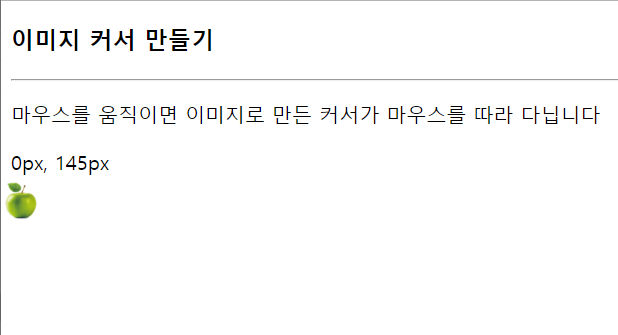 이미지 커서 만들기
마우스를 움직이면 이미지로 만든 커서가 마우스를 따라 다닙니다
0px, 145px